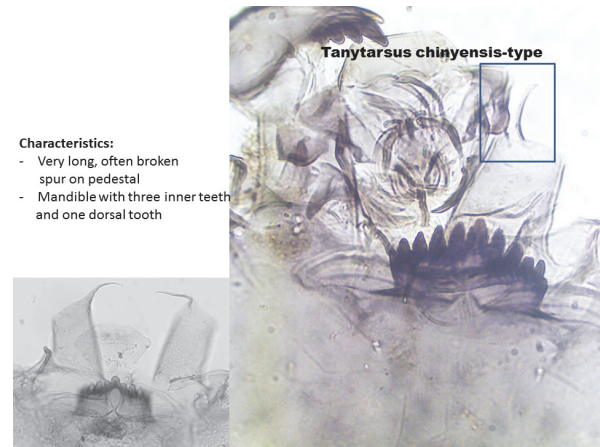 Tanytarsus chinyensis-type
Characteristics:
- Very long, often broken
spur on pedestal
- Mandible with three inner teeth
and one dorsal tooth